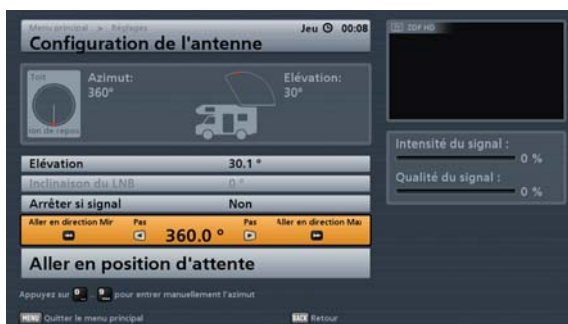 Menu principal > Réglages
Jeu 00:08
Configuration de l'antenne
ZDF HD
Toit
Azimut:
360°
Elévation:
30°
ion de repos
Intensité du signal :
0 %
Qualité du signal :
0 %
Elévation 30.1 °
Inclinaison du LNB 0 °
Arrêter si signal Non
Aller en direction Min Pas 360.0 ° Pas Aller en direction Max
Aller en position d'attente
Appuyez sur 0 - 9 pour entrer manuellement l'azimut
MENU Quitter le menu principal
BACK Retour